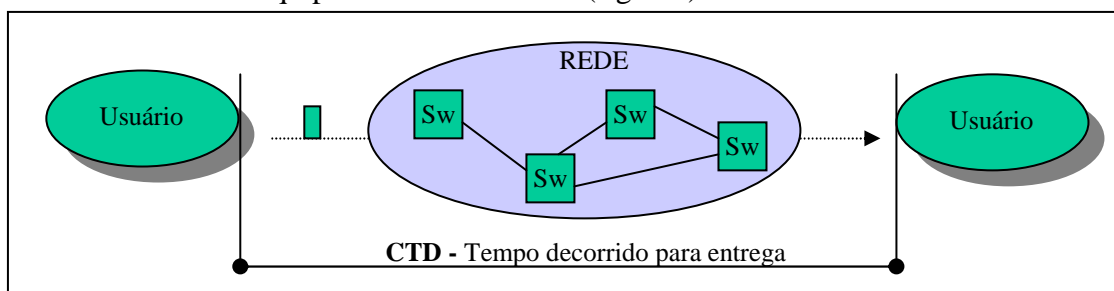 REDE
Usuário
Sw
Sw
Usuário
Sw
Sw
CTD - Tempo decorrido para entrega